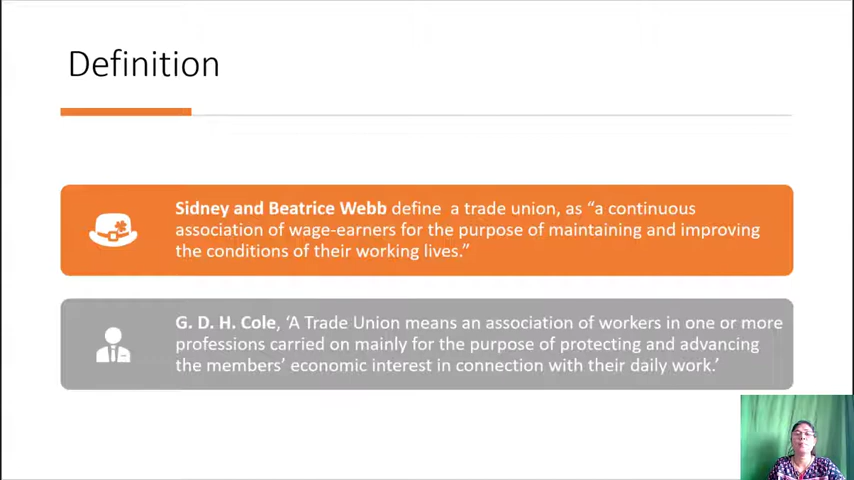 Definition
Sidney and Beatrice Webb define a trade union, as “a continuous
association of wage-earners for the purpose of maintaining and improving
the conditions of their working lives.”
G. D. H. Cole, ‘A Trade Union means an association of workers in one or more
professions carried on mainly for the purpose of protecting and advancing
the members’ economic interest in connection with their daily work.’